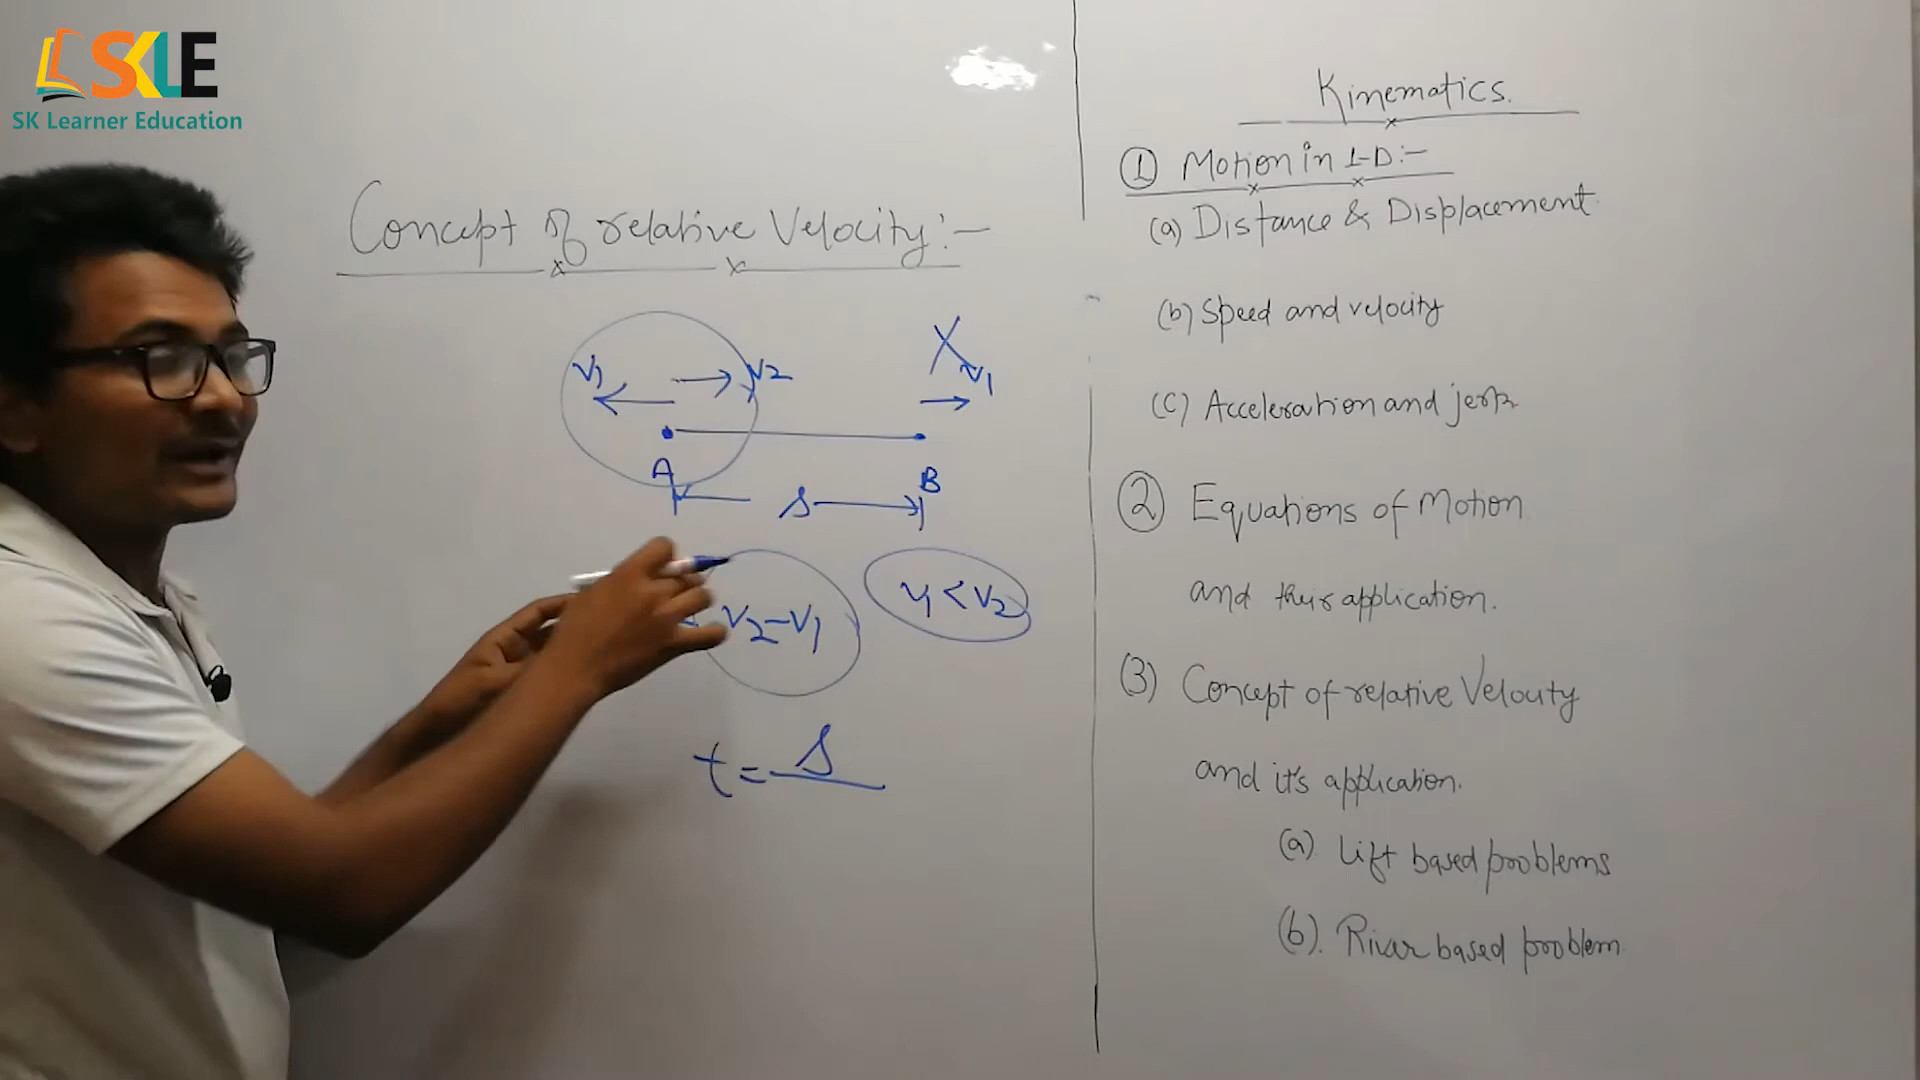 SKLE
SK Learner Education
Concept of relative Velocity:-
V1 V2 V1
A B
S
V2-V1
V1 < V2
t = S
Kinematics.
① Motion in 1-D:-
(a) Distance & Displacement
(b) Speed and velocity
(c) Acceleration and jerk
② Equations of Motion
and their application.
(3) Concept of relative Velocity
and it's application.
(a). Lift based problems
(b). River based problem